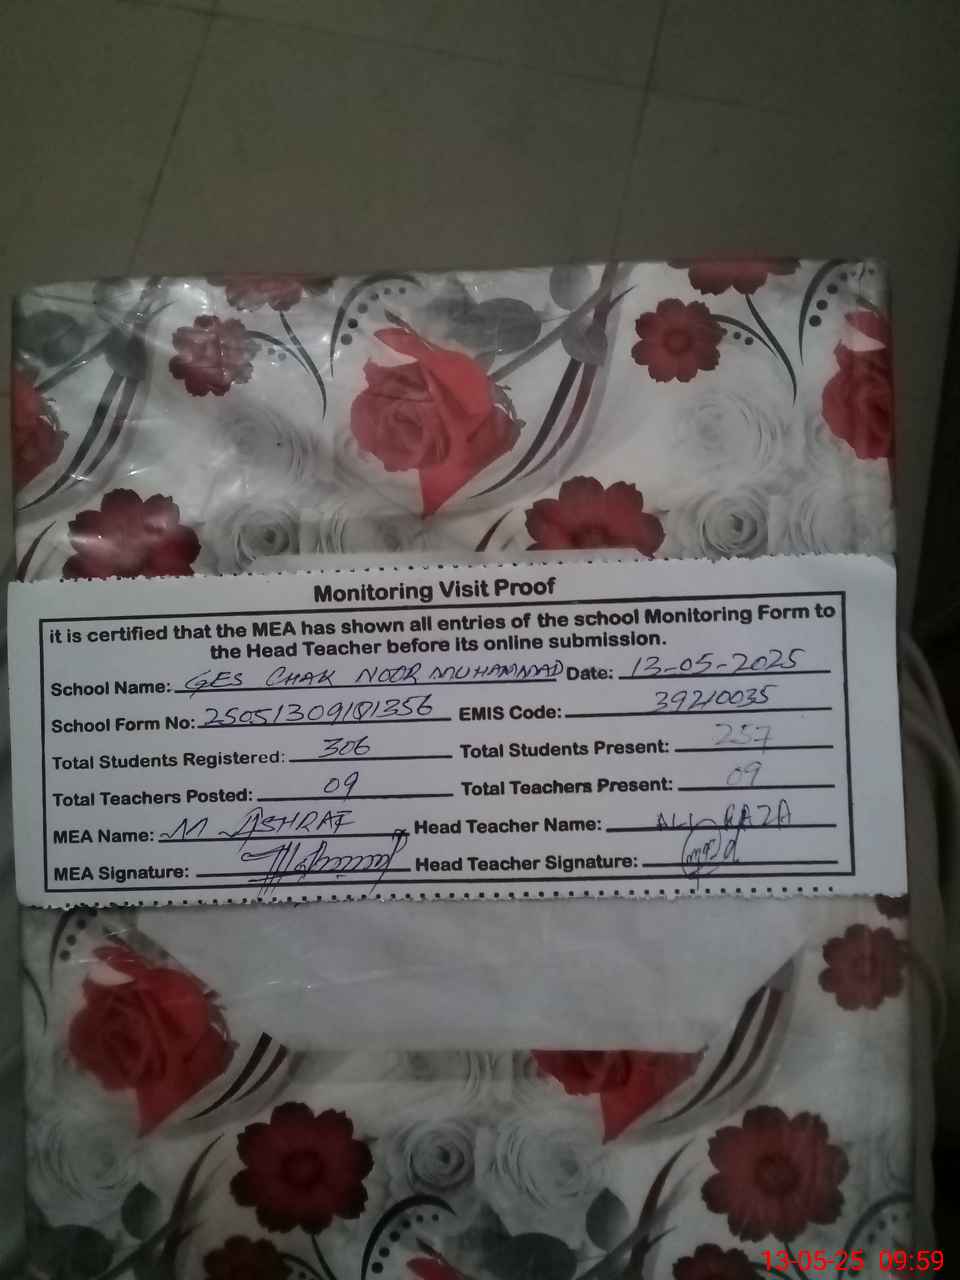 Monitoring Visit Proof
it is certified that the MEA has shown all entries of the school Monitoring Form to
the Head Teacher before its online submission.
School Name: GES CHAK NOOR MUHAMMAD Date: 13-05-2025
School Form No: 25051309101356 EMIS Code: 39210035
Total Students Registered: 306 Total Students Present: 257
Total Teachers Posted: 09 Total Teachers Present: 09
MEA Name: M ASHRAF Head Teacher Name: ALI RAZA
MEA Signature: Head Teacher Signature:
13-05-25 09:59